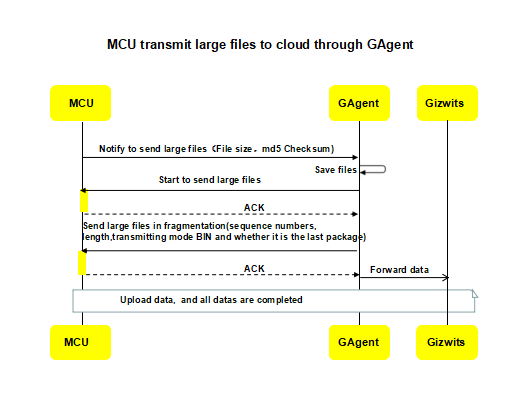 MCU transmit large files to cloud through GAgent
MCU
GAgent
Gizwits
Notify to send large files（File size，md5 Checksum)
Save files
Start to send large files
ACK
Send large files in fragmentation(sequence numbers,
length,transmitting mode BIN and whether it is the last package)
ACK
Forward data
Upload data, and all datas are completed
MCU
GAgent
Gizwits